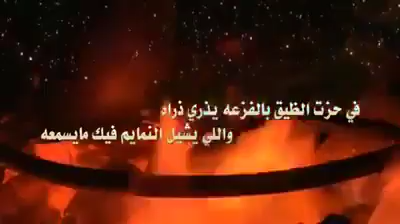 في حزت الظيق بالفزعه يذري ذراه
واللي يشيل النمايم فيك مايسمعه